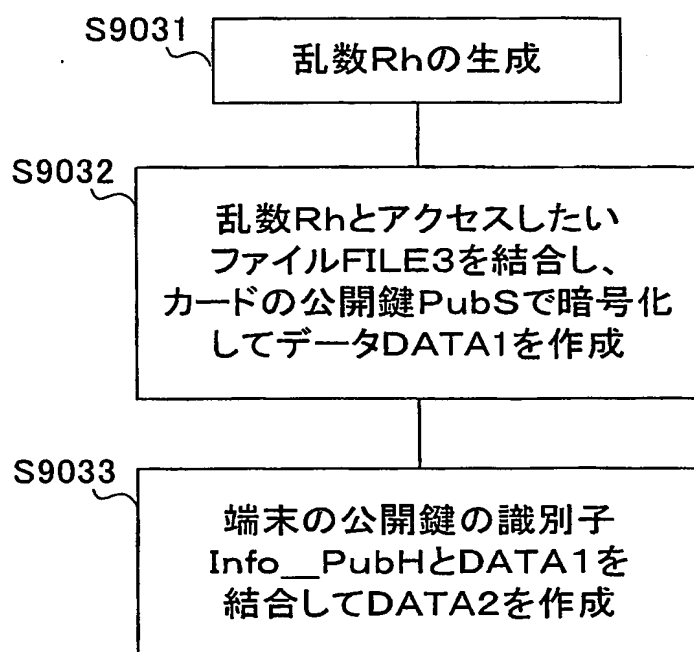 S9031
乱数Rhの生成
S9032
乱数Rhとアクセスしたい
ファイルFILE3を結合し、
カードの公開鍵PubSで暗号化
してデータDATA1を作成
S9033
端末の公開鍵の識別子
Info__PubHとDATA1を
結合してDATA2を作成